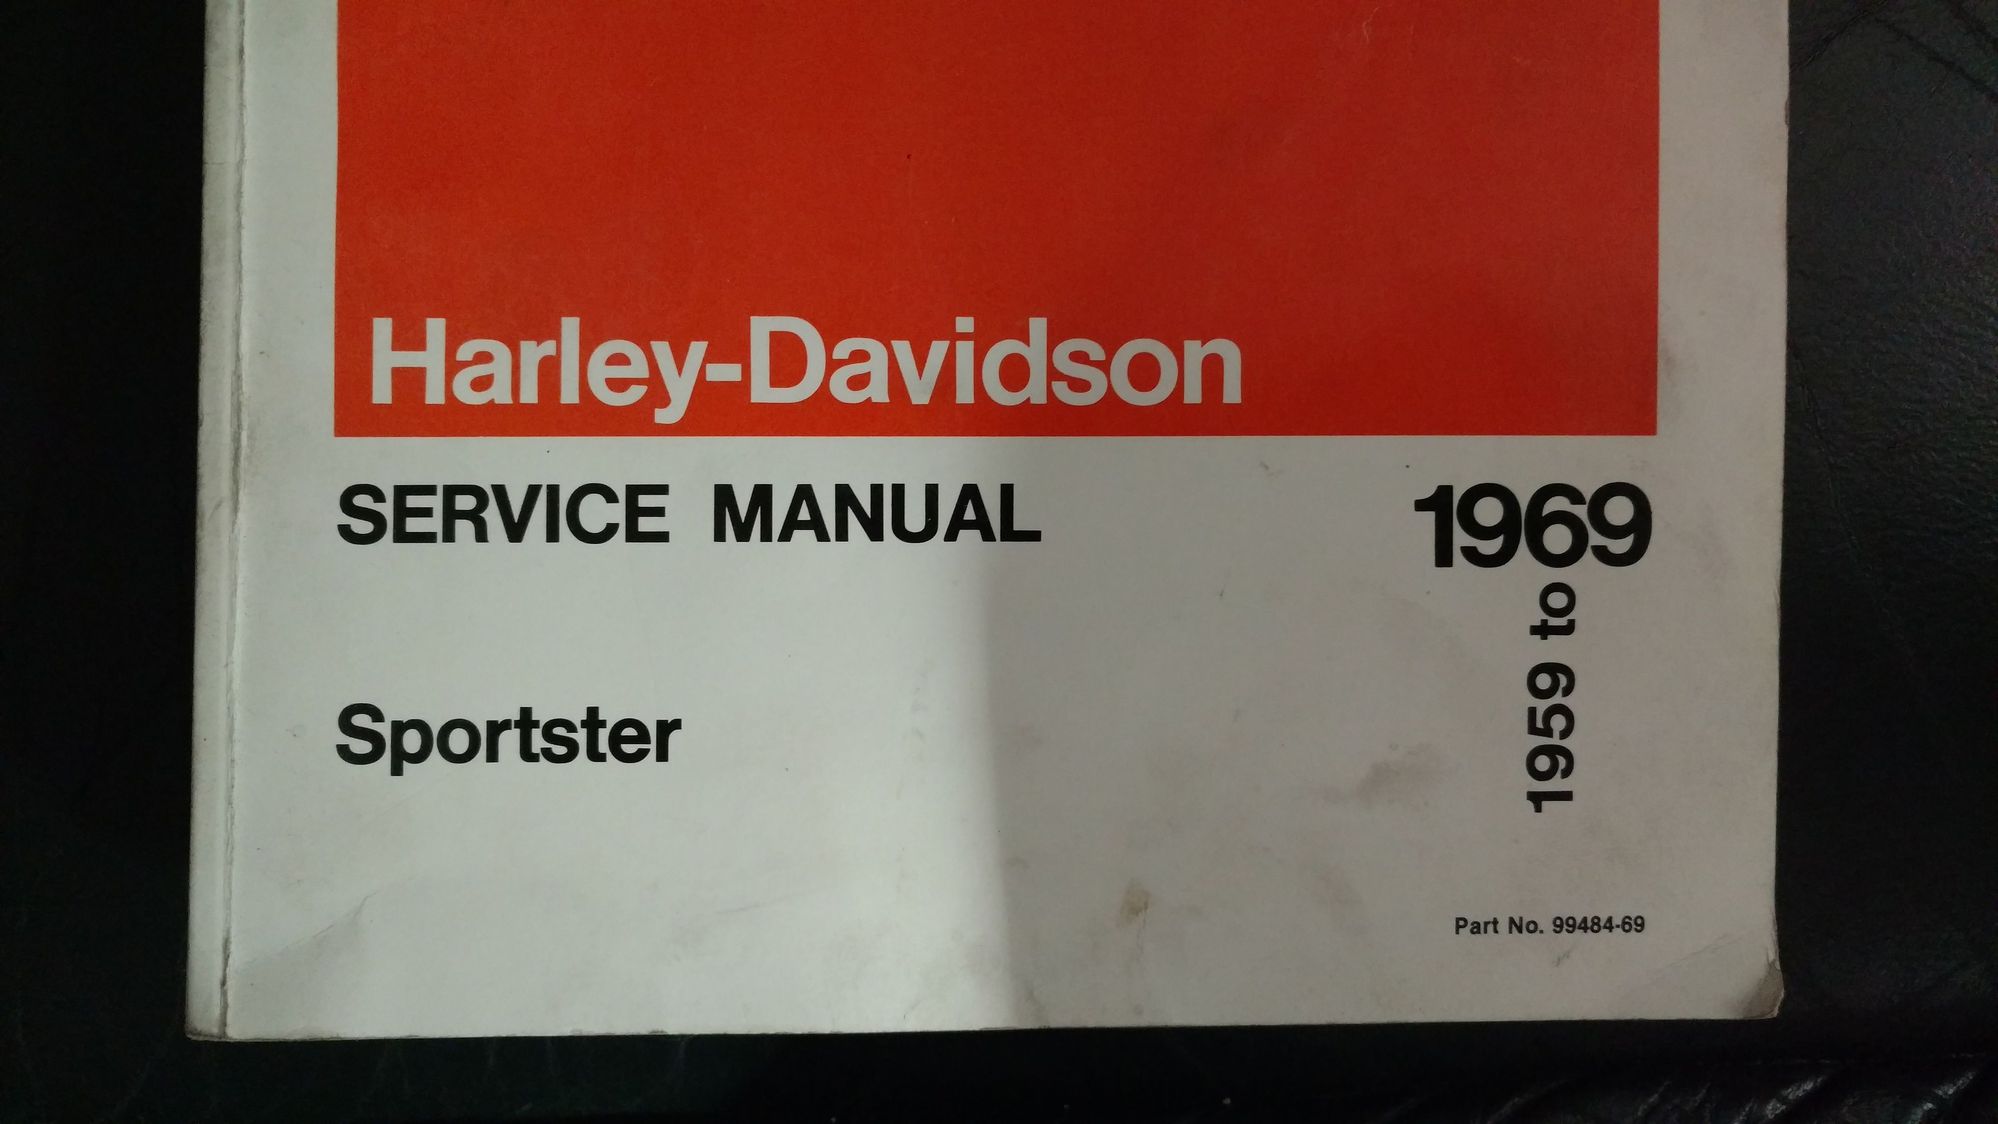 Harley-Davidson
SERVICE MANUAL
1969
1959 to
Sportster
Part No. 99484-69